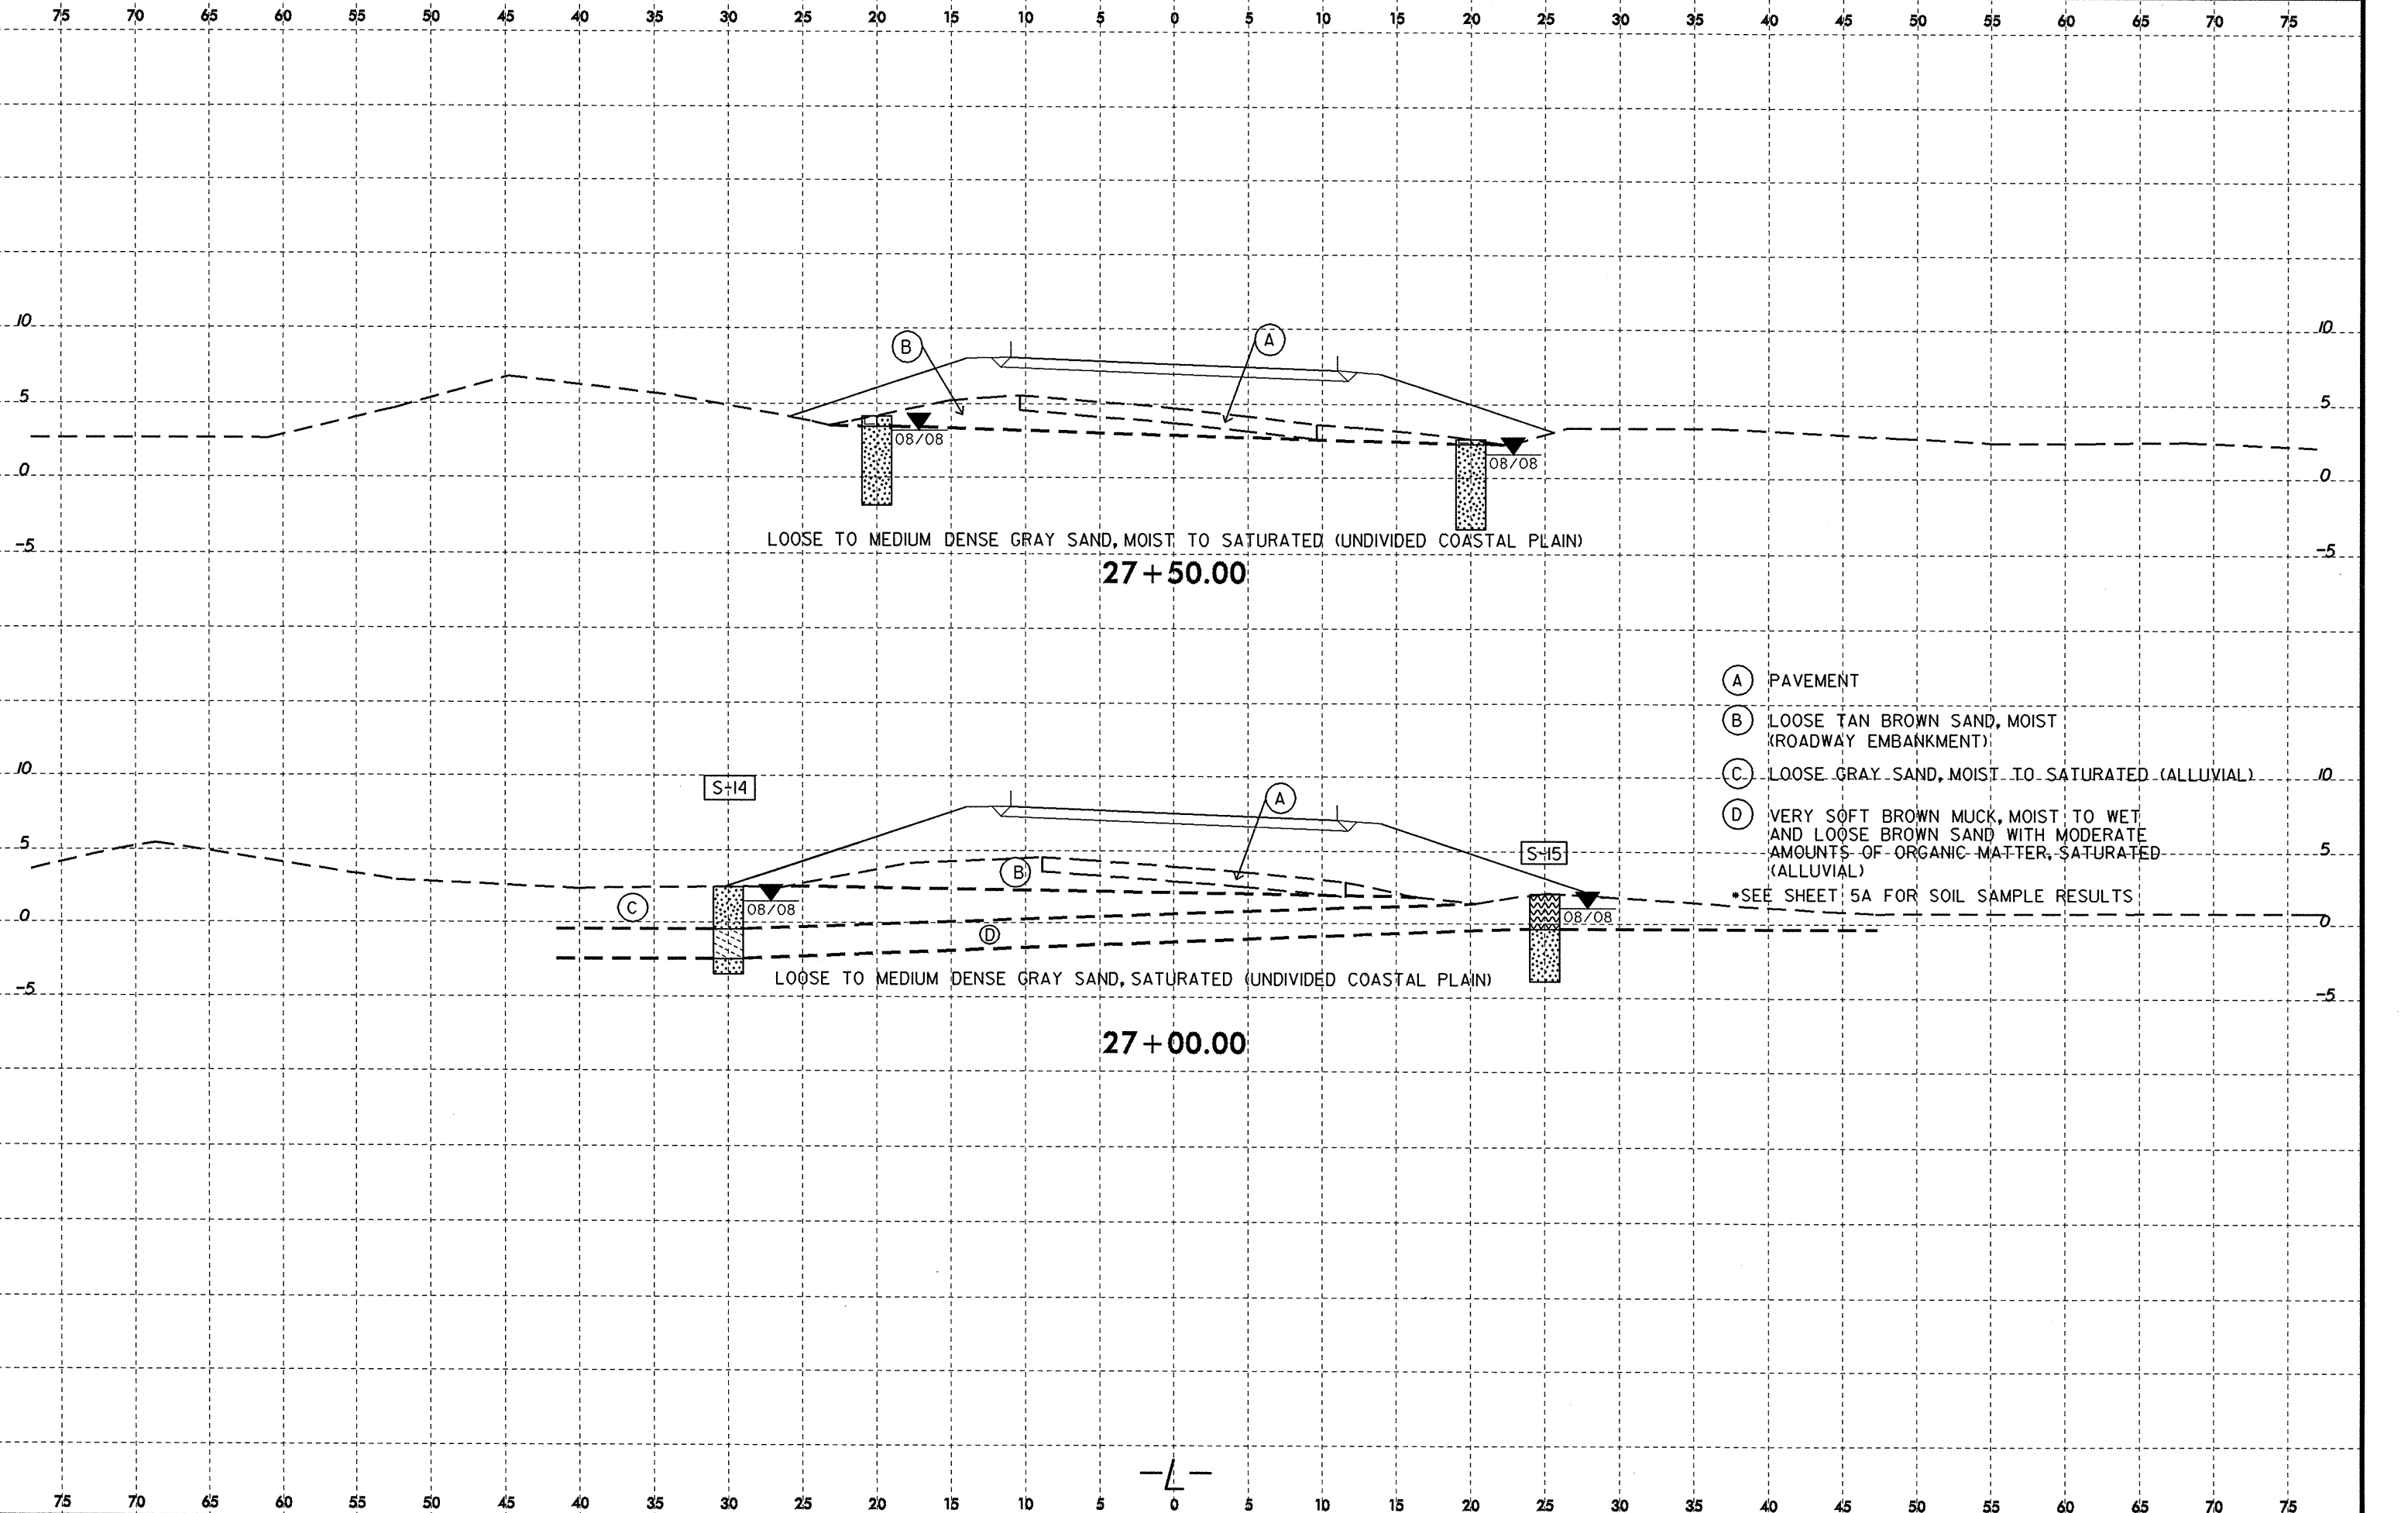 75 70 65 60 55 50 45 40 35 30 25 20 15 10 5 0 5 10 15 20 25 30 35 40 45 50 55 60 65 70 75
10 10
B A
5 5
08/08 08/08
0 0
LOOSE TO MEDIUM DENSE GRAY SAND, MOIST TO SATURATED (UNDIVIDED COASTAL PLAIN)
-5 -5
27+50.00
A PAVEMENT
B LOOSE TAN BROWN SAND, MOIST
(ROADWAY EMBANKMENT)
C LOOSE GRAY SAND, MOIST TO SATURATED (ALLUVIAL)
D VERY SOFT BROWN MUCK, MOIST TO WET
AND LOOSE BROWN SAND WITH MODERATE
AMOUNTS OF ORGANIC MATTER, SATURATED
(ALLUVIAL)
*SEE SHEET 5A FOR SOIL SAMPLE RESULTS
10 10
S-14 A
5 S-15 5
B
C 08/08 08/08
0 0
D
LOOSE TO MEDIUM DENSE GRAY SAND, SATURATED (UNDIVIDED COASTAL PLAIN)
-5 -5
27+00.00
-L-
75 70 65 60 55 50 45 40 35 30 25 20 15 10 5 0 5 10 15 20 25 30 35 40 45 50 55 60 65 70 75